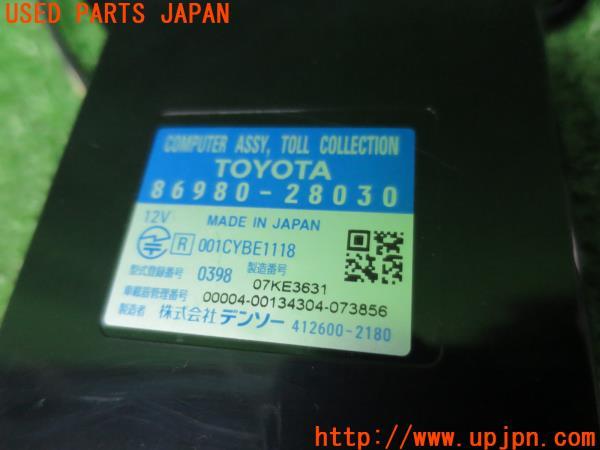 USED PARTS JAPAN
COMPUTER ASSY, TOLL COLLECTION
TOYOTA
86980-28030
12V MADE IN JAPAN
R 001CYBE1118
型式登録番号 0398 製造番号
07KE3631
車載器管理番号
00004-00134304-073856
製造者 株式会社 デンソー 412600-2180
http://www.upjpn.com